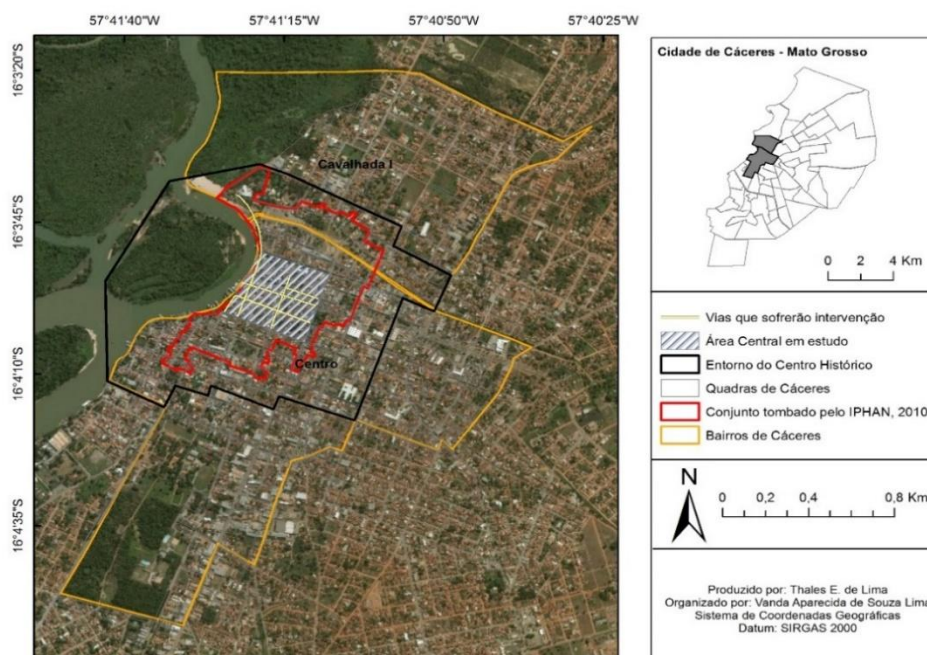 57°41'40"W 57°41'15"W 57°40'50"W 57°40'25"W
16°3'20"S
16°3'45"S
16°4'10"S
16°4'35"S
Cavalhada I
Centro
Cidade de Cáceres - Mato Grosso
0 2 4 Km
Vias que sofrerão intervenção
Área Central em estudo
Entorno do Centro Histórico
Quadras de Cáceres
Conjunto tombado pelo IPHAN, 2010
Bairros de Cáceres
N
0 0,2 0,4 0,8 Km
Produzido por: Thales E. de Lima
Organizado por: Vanda Aparecida de Souza Lima
Sistema de Coordenadas Geográficas
Datum: SIRGAS 2000